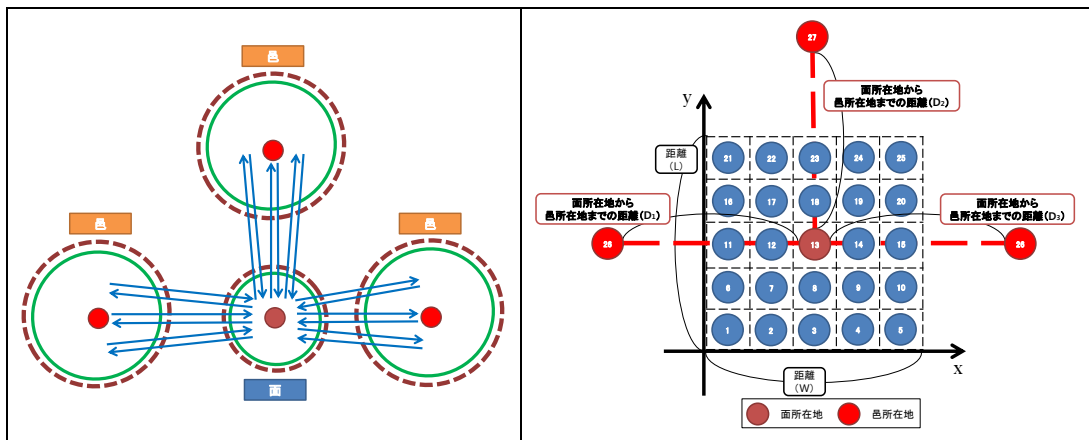 邑
邑
邑
面
27
y
面所在地から
邑所在地までの距離(D₂)
距離
(L)
21 22 23 24 25
面所在地から
邑所在地までの距離(D₁)
16 17 18 19 20
面所在地から
邑所在地までの距離(D₃)
26 11 12 13 14 15 26
6 7 8 9 10
1 2 3 4 5
x
距離
(W)
面所在地 邑所在地